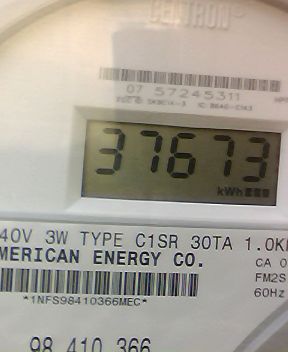 CENTRON®
07 57245311
37673
kWh
40V 3W TYPE C1SR 30TA 1.0K
MERICAN ENERGY CO.
CA 0
FM2S
60Hz
*1NFS98410366MEC*
98 410 366